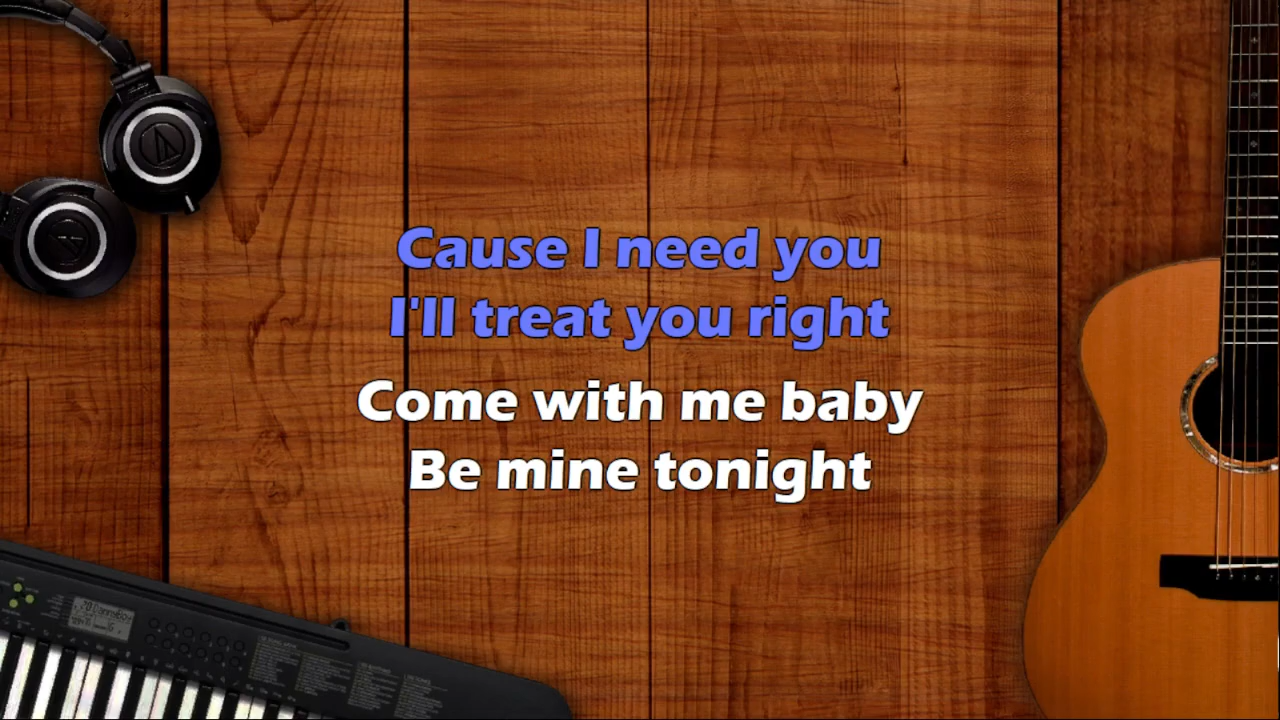 Cause I need you
I'll treat you right
Come with me baby
Be mine tonight